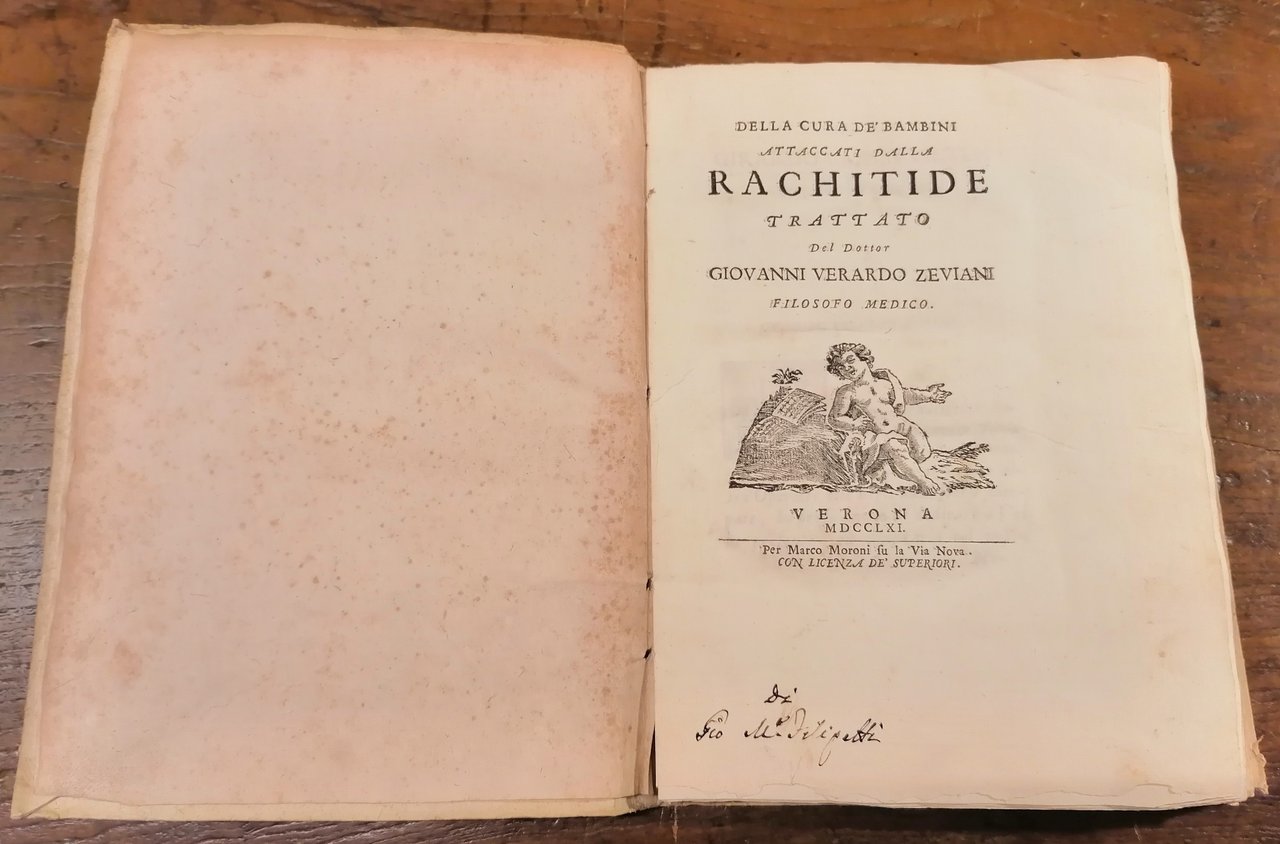 DELLA CURA DE' BAMBINI
ATTACCATI DALLA
RACHITIDE
TRATTATO
Del Dottor
GIOVANNI VERARDO ZEVIANI
FILOSOFO MEDICO.
VERONA
MDCCLXI.
Per Marco Moroni ſu la Via Nova.
CON LICENZA DE' SUPERIORI.
Di
Gio M.ª